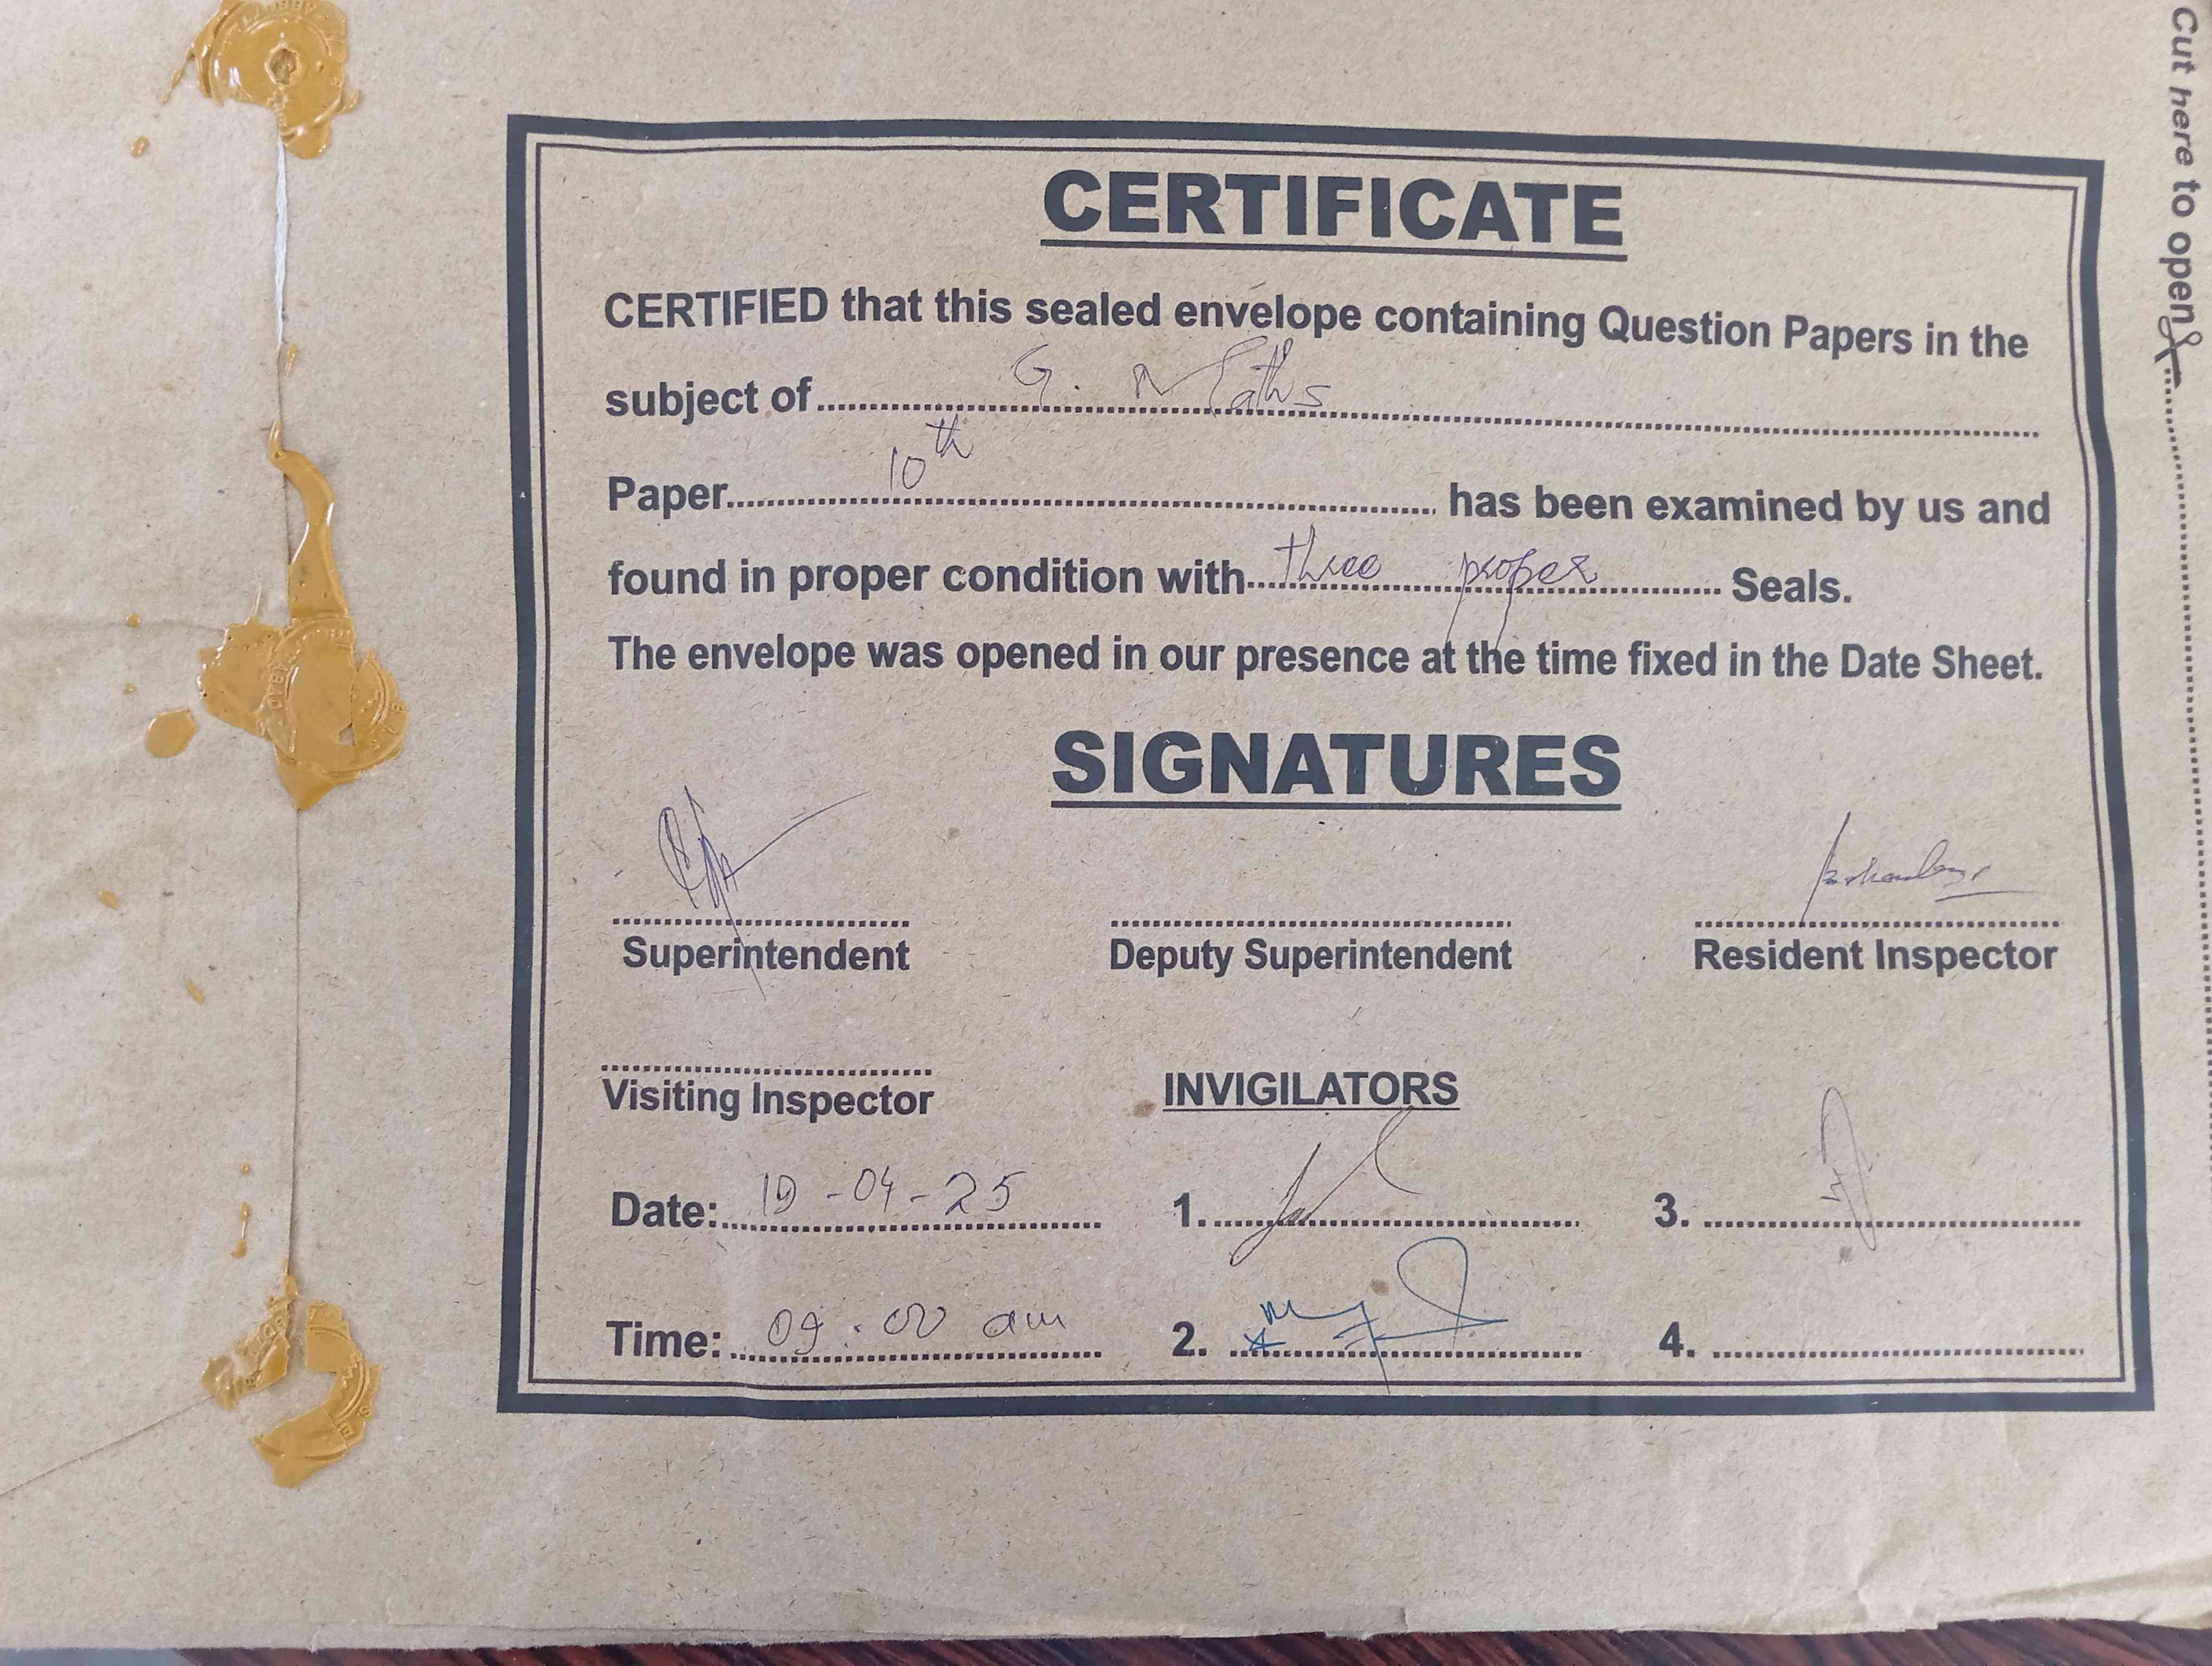 Cut here to open
CERTIFICATE
CERTIFIED that this sealed envelope containing Question Papers in the
subject of G. Maths
Paper 10th has been examined by us and
found in proper condition with three proper Seals.
The envelope was opened in our presence at the time fixed in the Date Sheet.
SIGNATURES
Superintendent Deputy Superintendent Resident Inspector
Visiting Inspector INVIGILATORS
Date: 19-04-25 1. 3.
Time: 09:00 am 2. 4.